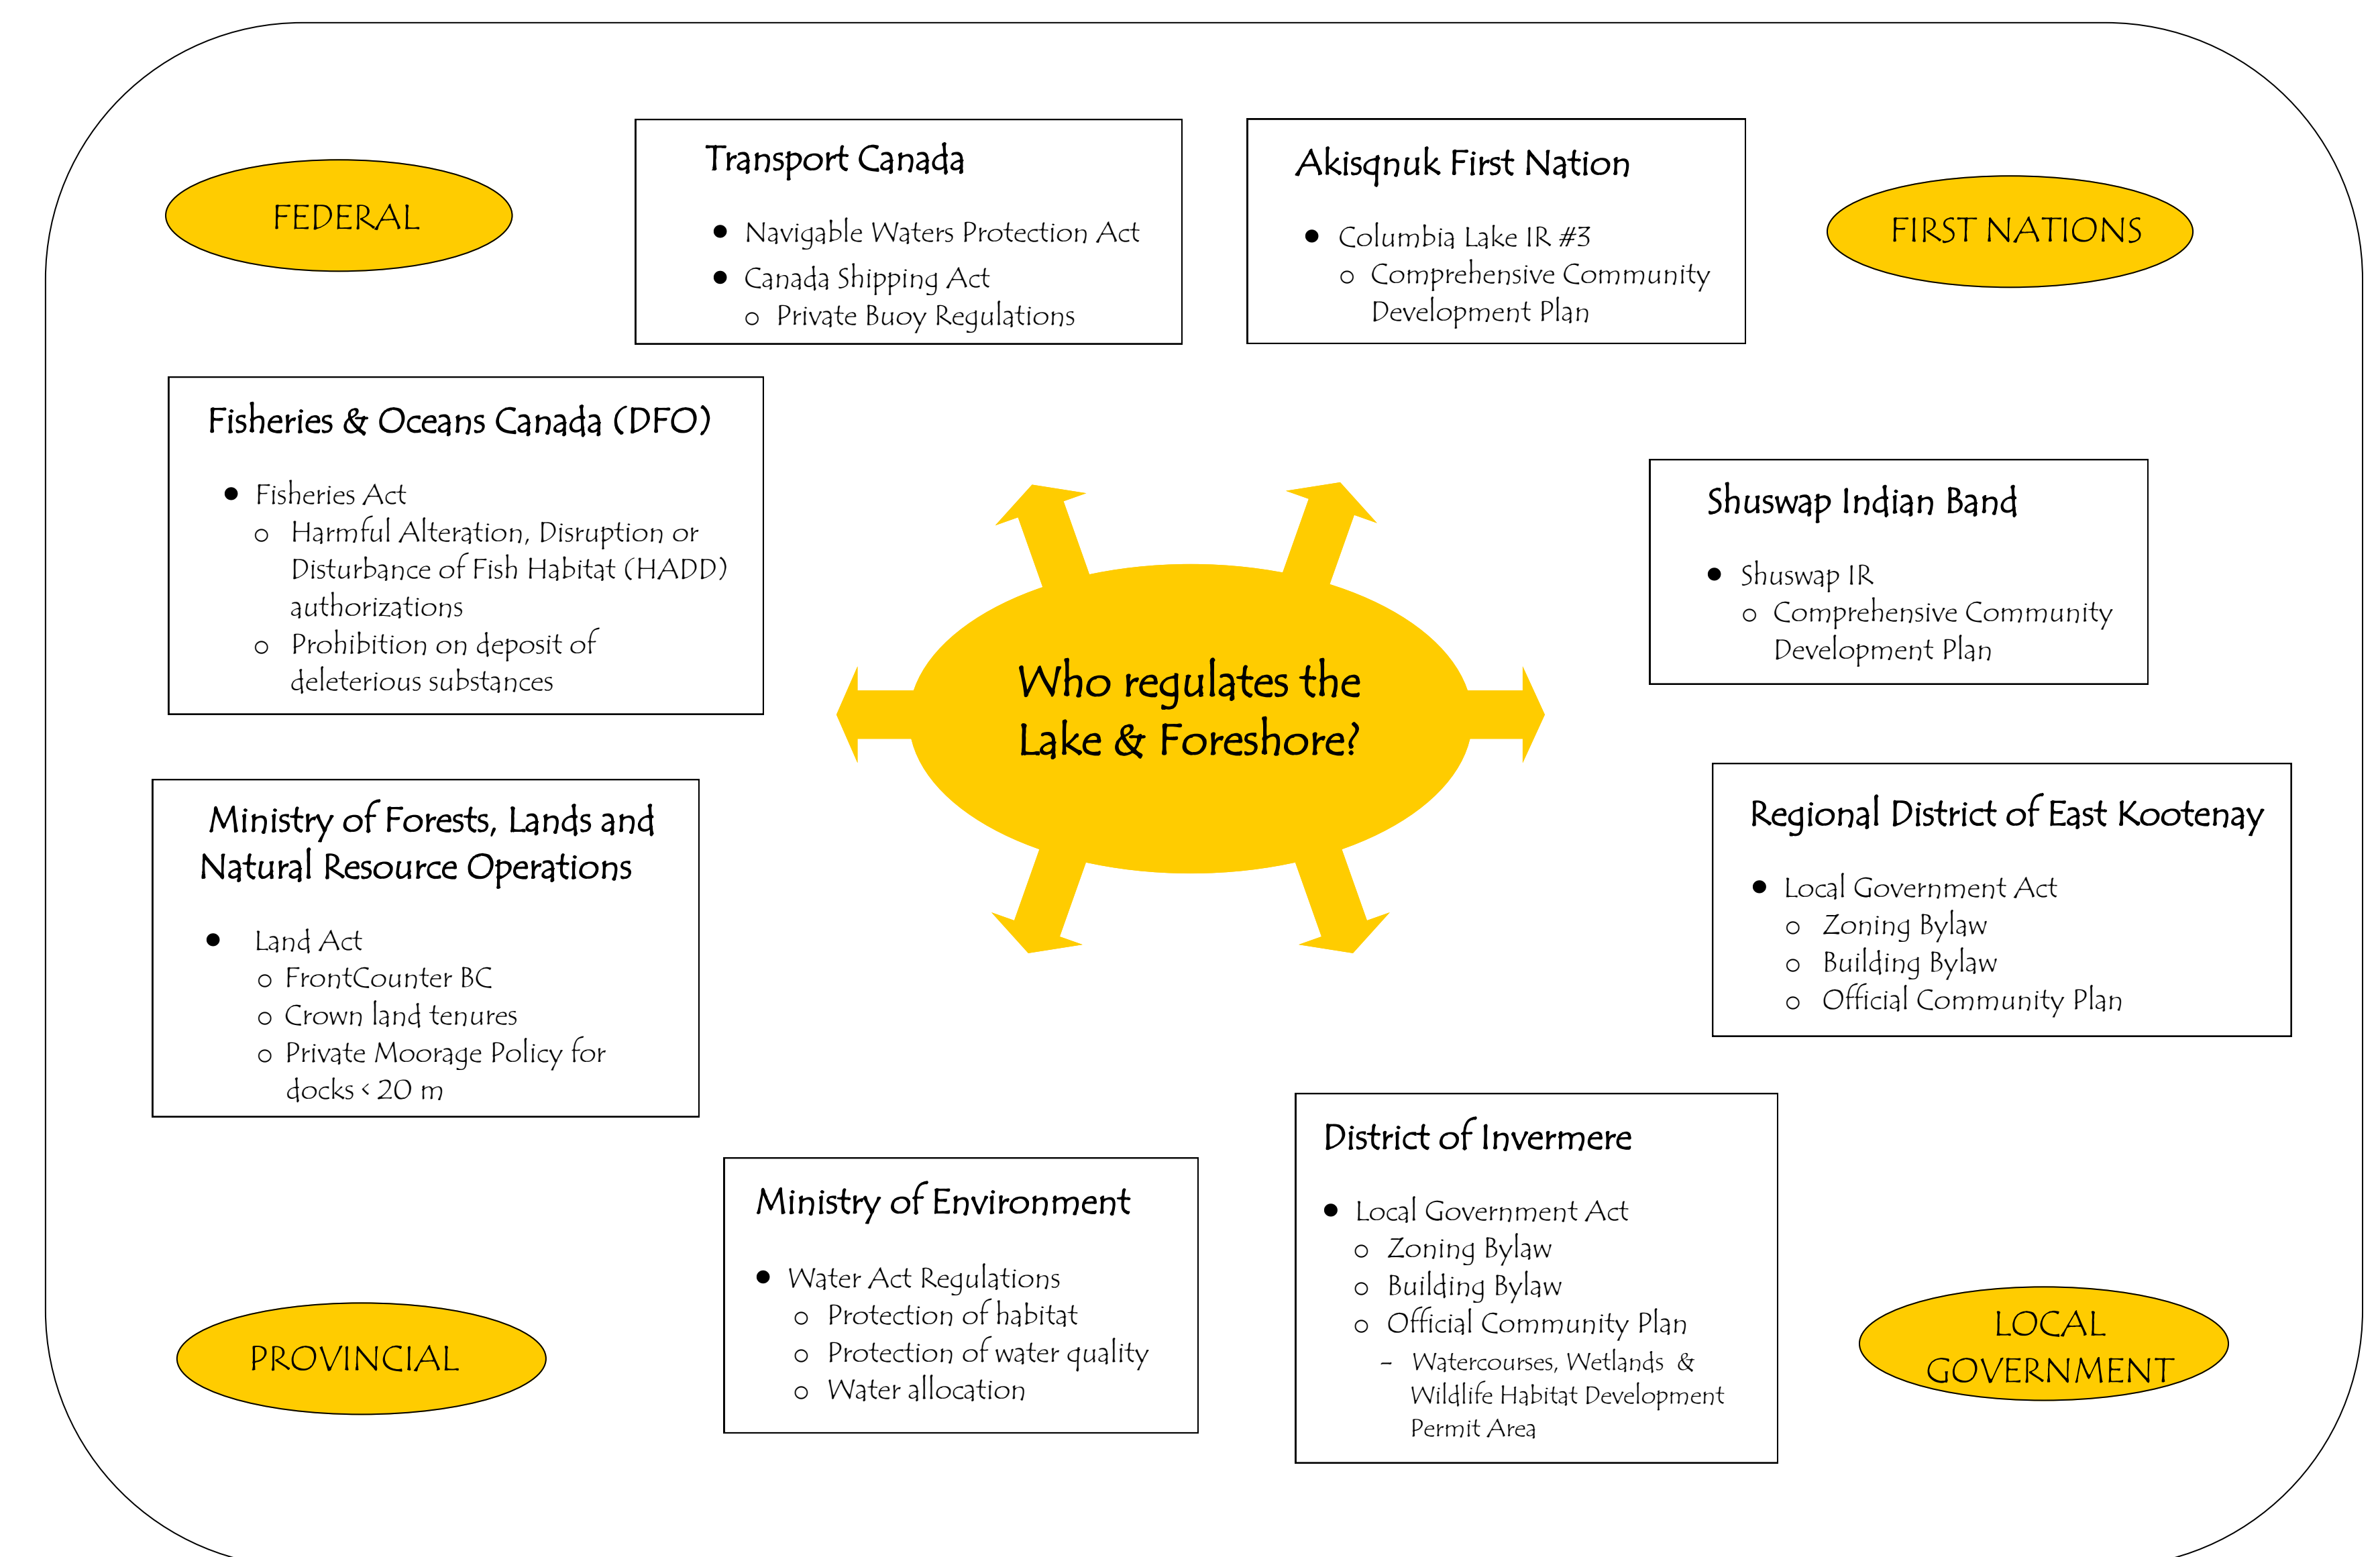 FEDERAL
Transport Canada
● Navigable Waters Protection Act
● Canada Shipping Act
o Private Buoy Regulations
Akisqnuk First Nation
● Columbia Lake IR #3
o Comprehensive Community
Development Plan
FIRST NATIONS
Fisheries & Oceans Canada (DFO)
● Fisheries Act
o Harmful Alteration, Disruption or
Disturbance of Fish Habitat (HADD)
authorizations
o Prohibition on deposit of
deleterious substances
Shuswap Indian Band
● Shuswap IR
o Comprehensive Community
Development Plan
Who regulates the
Lake & Foreshore?
Ministry of Forests, Lands and
Natural Resource Operations
● Land Act
o FrontCounter BC
o Crown land tenures
o Private Moorage Policy for
docks < 20 m
Regional District of East Kootenay
● Local Government Act
o Zoning Bylaw
o Building Bylaw
o Official Community Plan
Ministry of Environment
● Water Act Regulations
o Protection of habitat
o Protection of water quality
o Water allocation
District of Invermere
● Local Government Act
o Zoning Bylaw
o Building Bylaw
o Official Community Plan
– Watercourses, Wetlands &
Wildlife Habitat Development
Permit Area
PROVINCIAL
LOCAL
GOVERNMENT